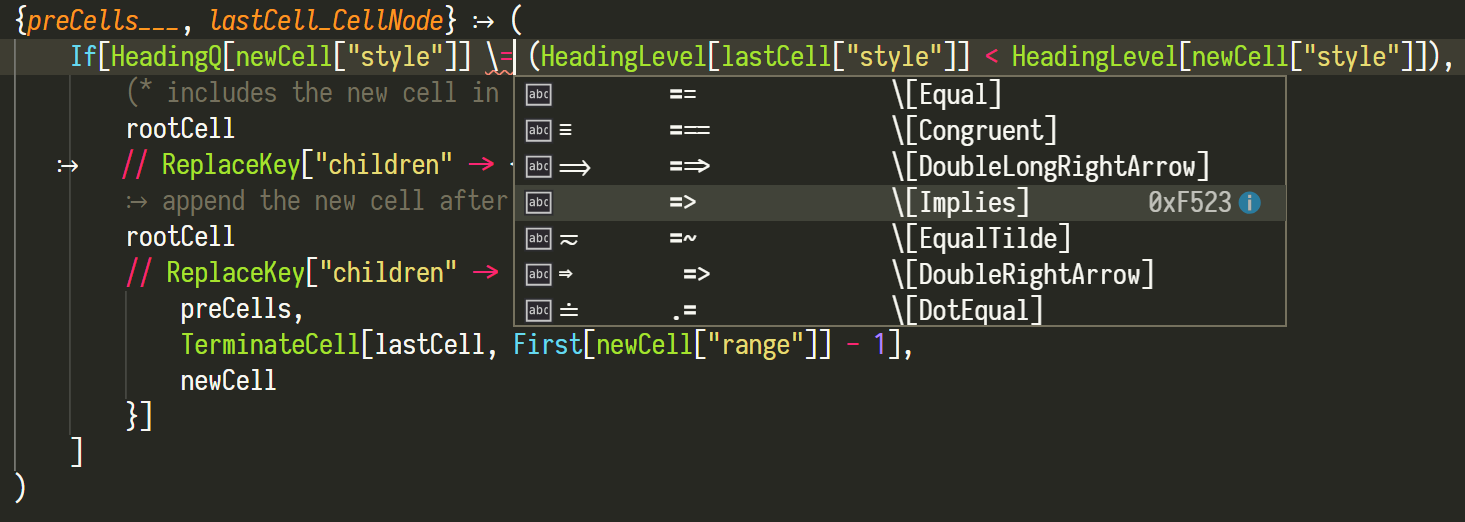 {preCells___, lastCell_CellNode} :→ (
If[HeadingQ[newCell["style"]] \= (HeadingLevel[lastCell["style"]] < HeadingLevel[newCell["style"]]),
(* includes the new cell in
rootCell
:→ // ReplaceKey["children" →
:→ append the new cell after
rootCell
// ReplaceKey["children" →
preCells,
TerminateCell[lastCell, First[newCell["range"]] - 1],
newCell
}]
]
)
abc == \[Equal]
abc ≡ === \[Congruent]
abc ⟹ ==> \[DoubleLongRightArrow]
abc => \[Implies] 0xF523 i
abc ≂ =~ \[EqualTilde]
abc ⇒ => \[DoubleRightArrow]
abc ≐ .= \[DotEqual]